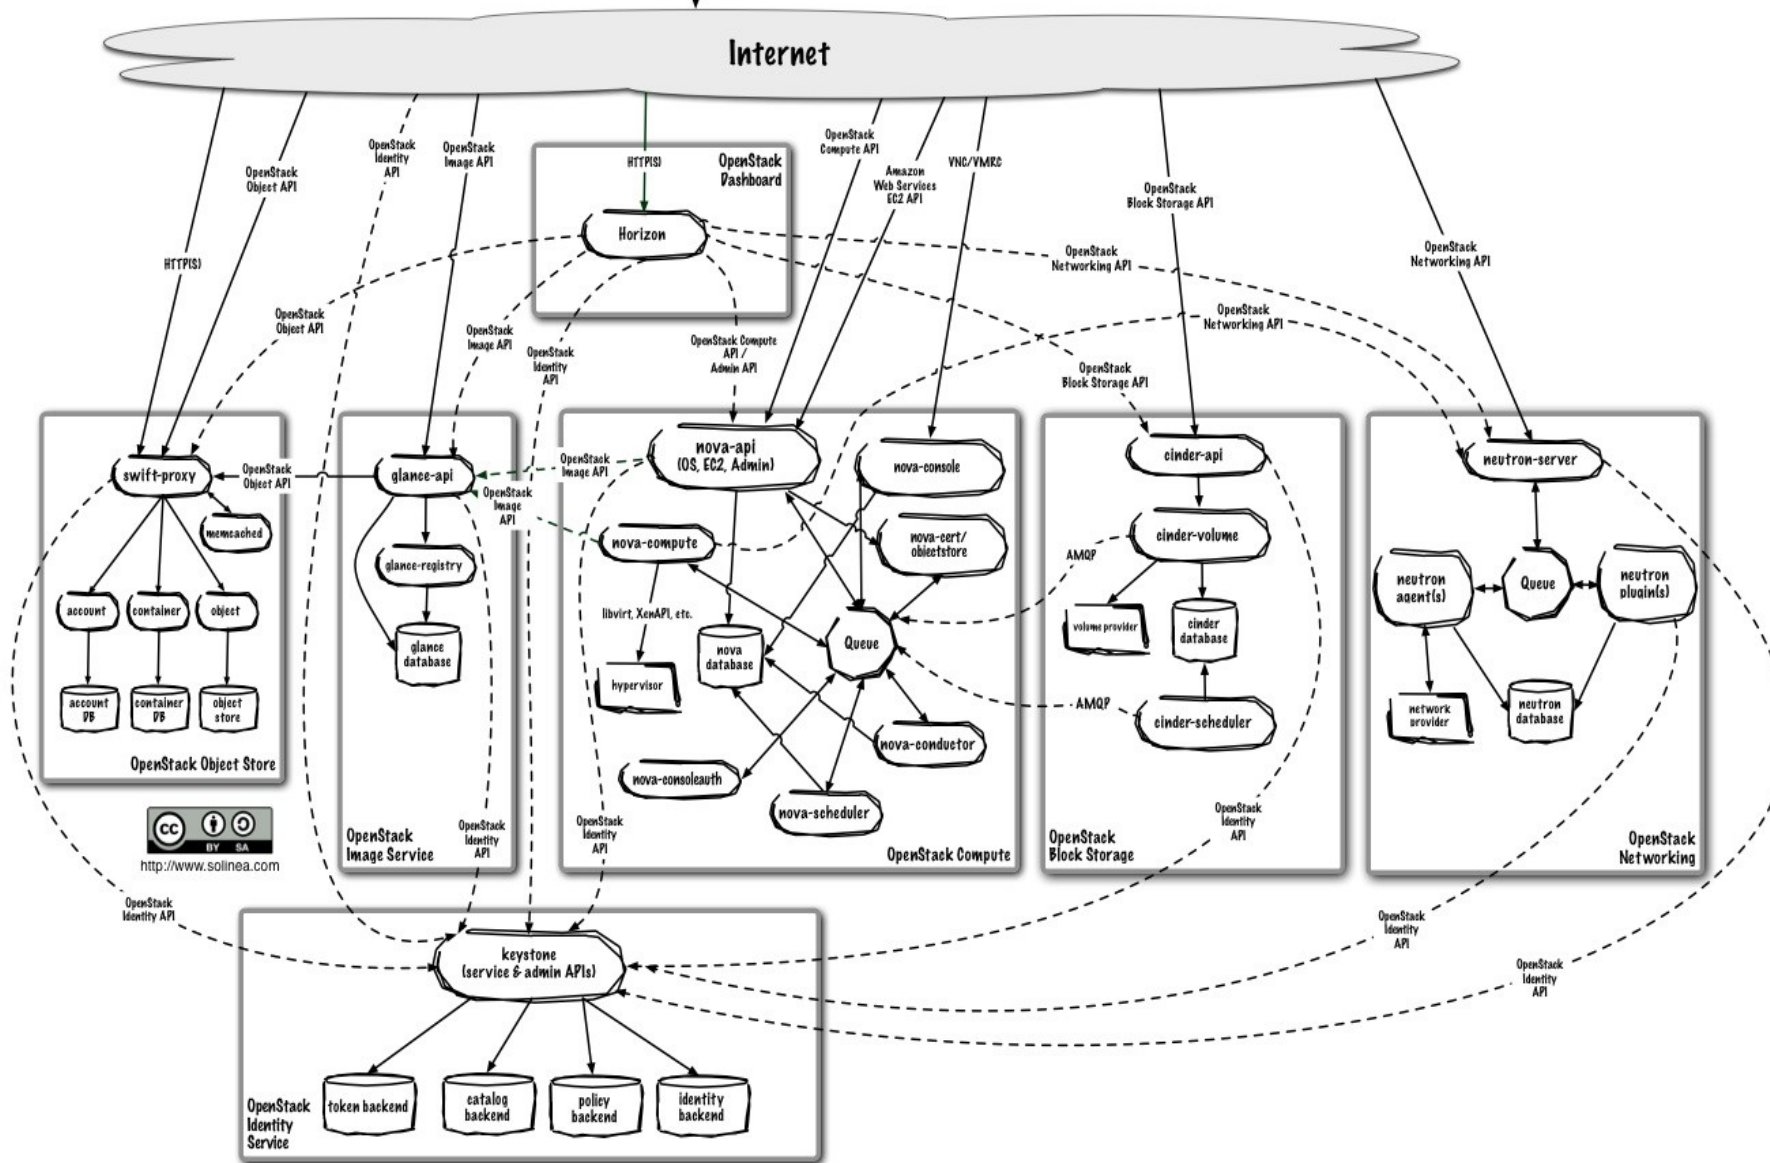 Internet
OpenStack
Identity
API
OpenStack
Image API
OpenStack
Object API
HTTP(S)
HTTP(S)
OpenStack
Dashboard
Horizon
OpenStack
Compute API
Amazon
Web Services
EC2 API
VNC/VMRC
OpenStack
Block Storage API
OpenStack
Networking API
OpenStack
Networking API
OpenStack
Networking API
OpenStack
Object API
OpenStack
Image API
OpenStack
Identity
API
OpenStack Compute
API /
Admin API
OpenStack
Block Storage API
swift-proxy
OpenStack
Object API
memcached
account
container
object
account
DB
container
DB
object
store
OpenStack Object Store
glance-api
OpenStack
Image API
OpenStack
Image
API
glance-registry
glance
database
OpenStack
Image Service
OpenStack
Identity
API
nova-api
(OS, EC2, Admin)
nova-console
nova-compute
nova-cert/
objectstore
libvirt, XenAPI, etc.
hypervisor
nova
database
Queue
nova-conductor
nova-consoleauth
nova-scheduler
OpenStack
Identity
API
OpenStack Compute
cinder-api
cinder-volume
AMQP
volume provider
cinder
database
AMQP
cinder-scheduler
OpenStack
Block Storage
OpenStack
Identity
API
neutron-server
neutron
agent(s)
Queue
neutron
plugin(s)
network
provider
neutron
database
OpenStack
Networking
cc
BY SA
http://www.solinea.com
OpenStack
Identity API
OpenStack
Identity
API
OpenStack
Identity
API
keystone
(service & admin APIs)
token backend
catalog
backend
policy
backend
identity
backend
OpenStack
Identity
Service